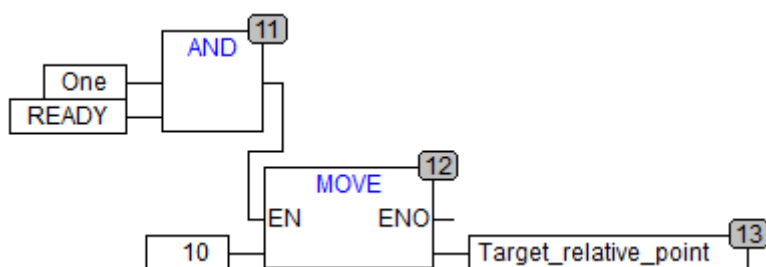 11
AND
One
READY
12
MOVE
EN ENO
13
10 Target_relative_point